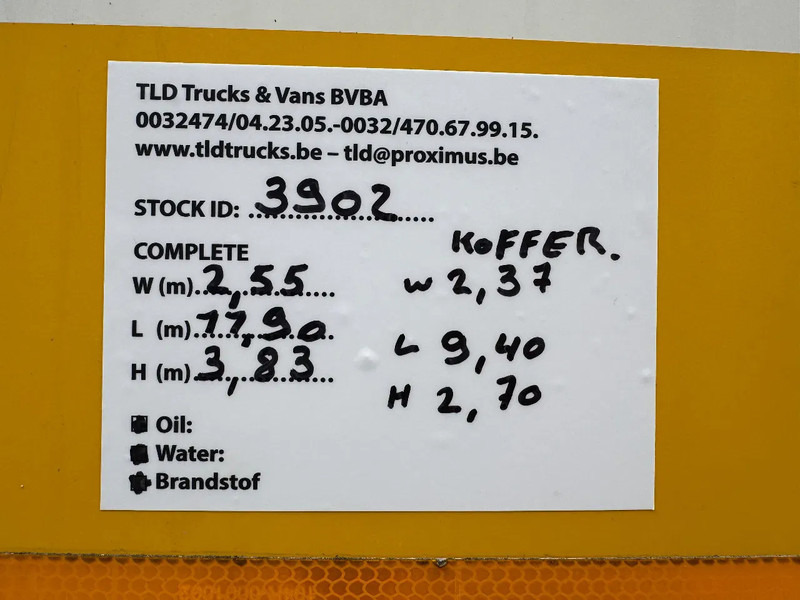 TLD Trucks & Vans BVBA
0032474/04.23.05.-0032/470.67.99.15.
www.tldtrucks.be – tld@proximus.be
STOCK ID: 3902
COMPLETE
W (m) 2,55
L (m) 11,90
H (m) 3,83
KOFFER.
W 2,37
L 9,40
H 2,70
Oil:
Water:
Brandstof